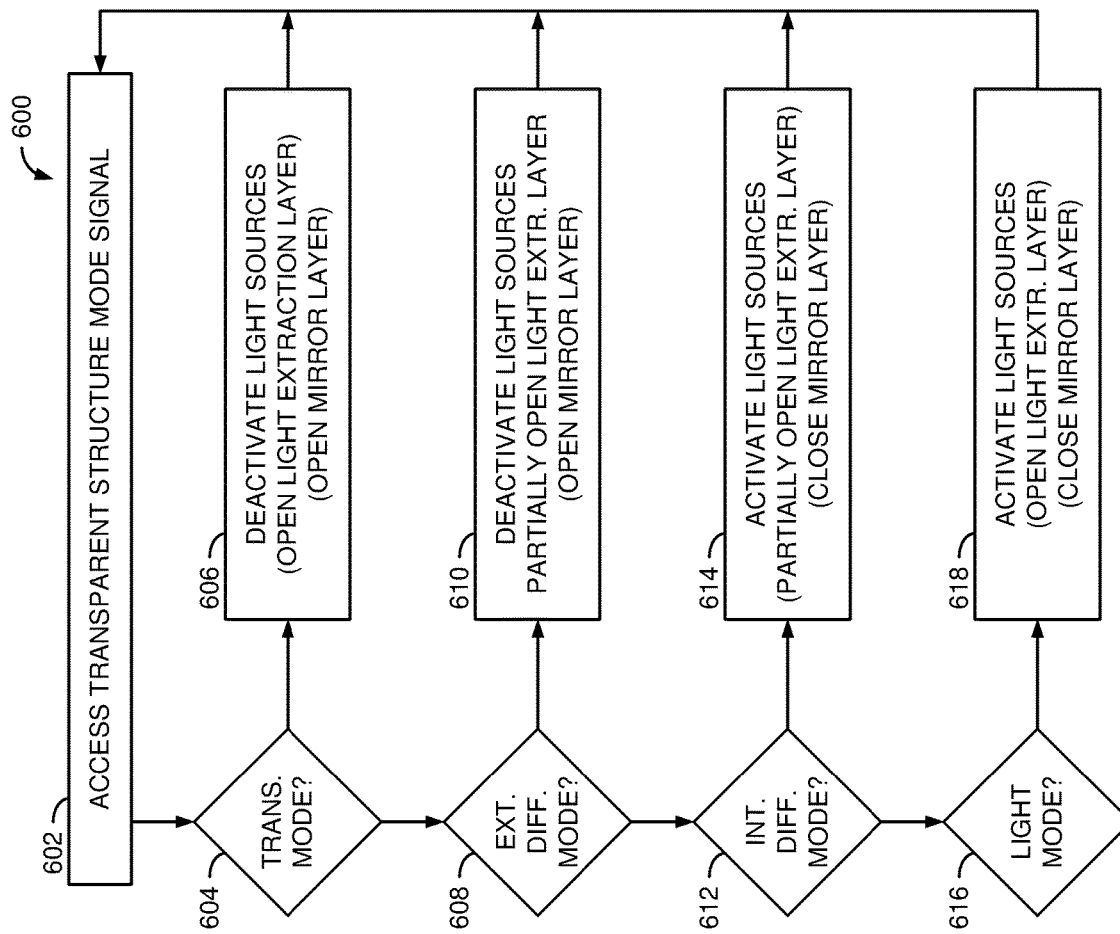 600
602
ACCESS TRANSPARENT STRUCTURE MODE SIGNAL
604
TRANS.
MODE?
606
DEACTIVATE LIGHT SOURCES
(OPEN LIGHT EXTRACTION LAYER)
(OPEN MIRROR LAYER)
608
EXT.
DIFF.
MODE?
610
DEACTIVATE LIGHT SOURCES
PARTIALLY OPEN LIGHT EXTR. LAYER
(OPEN MIRROR LAYER)
612
INT.
DIFF.
MODE?
614
ACTIVATE LIGHT SOURCES
(PARTIALLY OPEN LIGHT EXTR. LAYER)
(CLOSE MIRROR LAYER)
616
LIGHT
MODE?
618
ACTIVATE LIGHT SOURCES
(OPEN LIGHT EXTR. LAYER)
(CLOSE MIRROR LAYER)